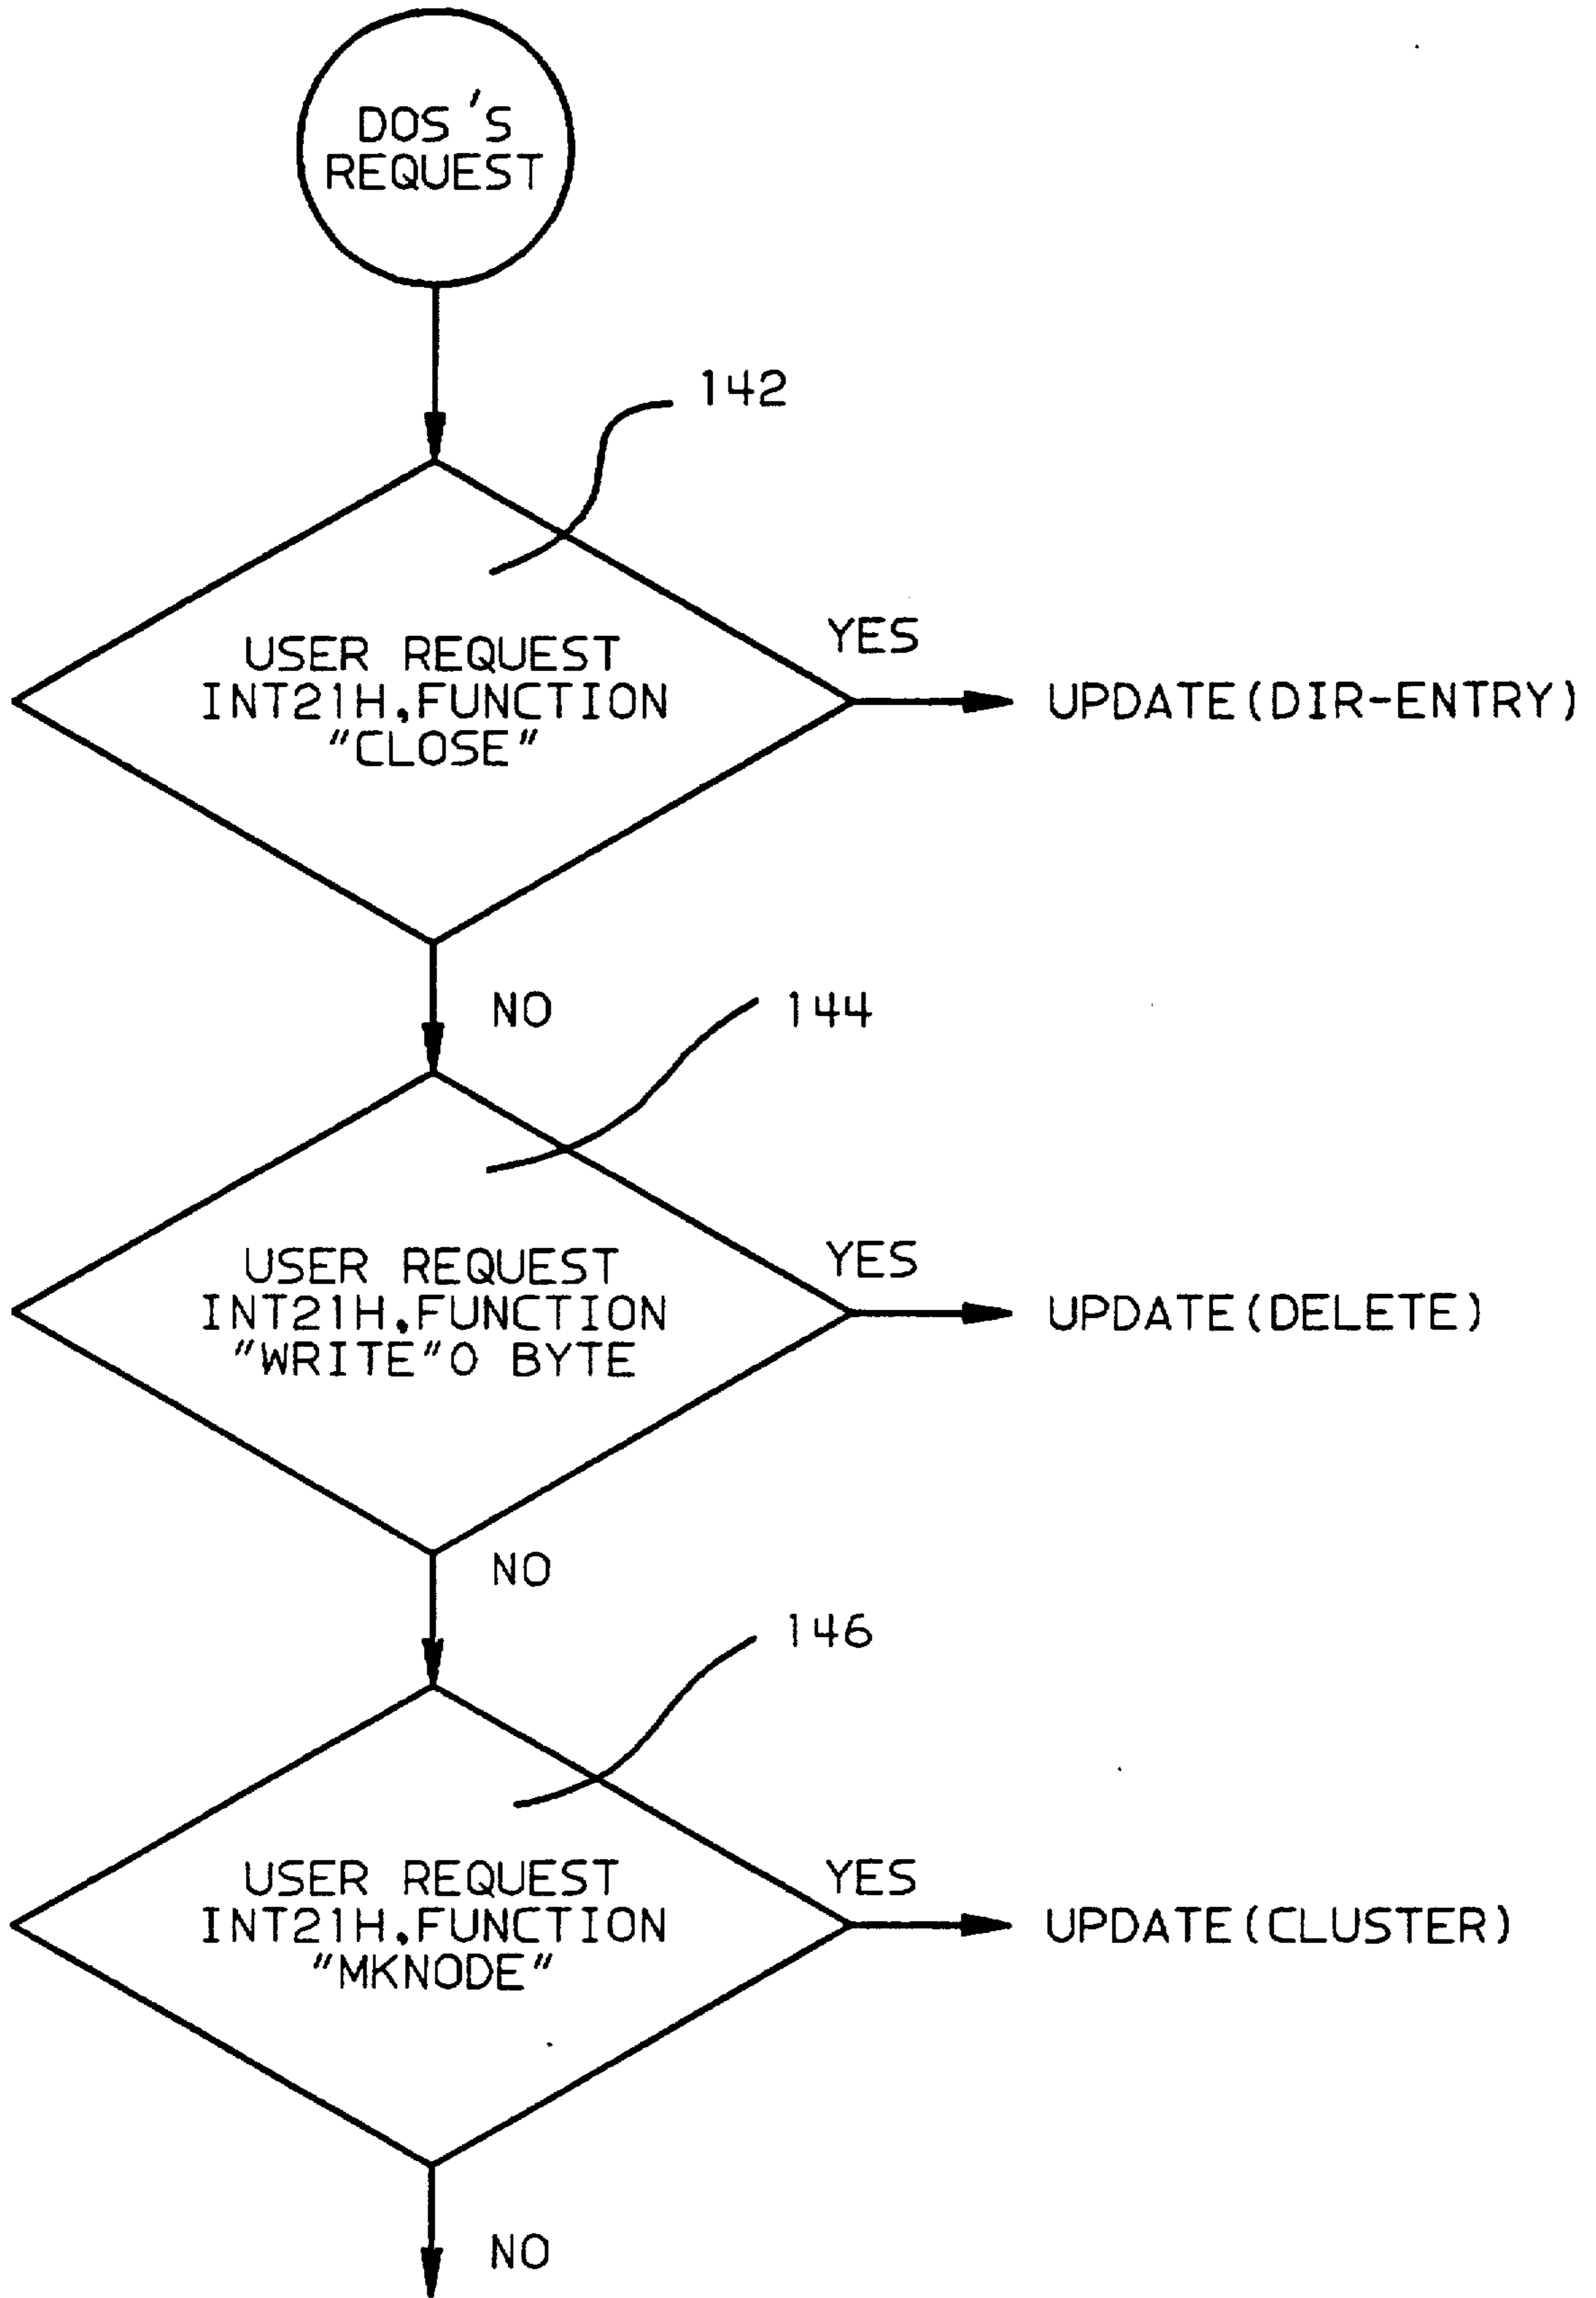 DOS'S
REQUEST
142
USER REQUEST
INT21H,FUNCTION
"CLOSE"
YES
UPDATE(DIR-ENTRY)
NO
144
USER REQUEST
INT21H,FUNCTION
"WRITE"0 BYTE
YES
UPDATE(DELETE)
NO
146
USER REQUEST
INT21H,FUNCTION
"MKNODE"
YES
UPDATE(CLUSTER)
NO